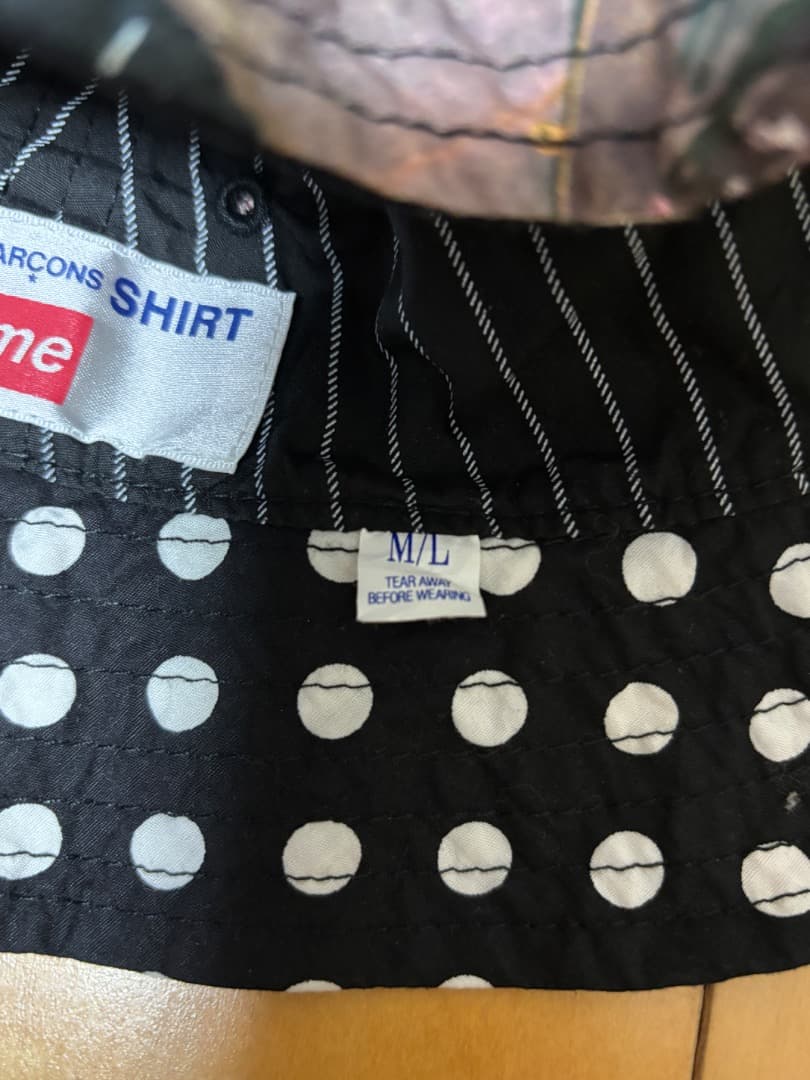 ARÇONS SHIRT
me
M/L
TEAR AWAY
BEFORE WEARING